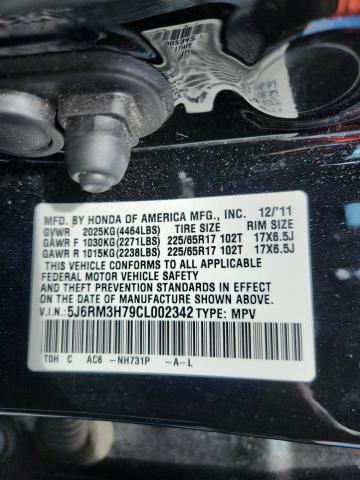 MFD. BY HONDA OF AMERICA MFG., INC. 12/'11
GVWR 2025KG(4464LBS) TIRE SIZE RIM SIZE
GAWR F 1030KG(2271LBS) 225/65R17 102T 17X6.5J
GAWR R 1015KG(2238LBS) 225/65R17 102T 17X6.5J
THIS VEHICLE CONFORMS TO ALL APPLICABLE
FEDERAL MOTOR VEHICLE SAFETY AND
THEFT PREVENTION STANDARDS IN EFFECT ON
THE DATE OF MANUFACTURE SHOWN ABOVE.
V.I.N.: 5J6RM3H79CL002342 TYPE: MPV
TOH C AC6 -NH731P -A-L